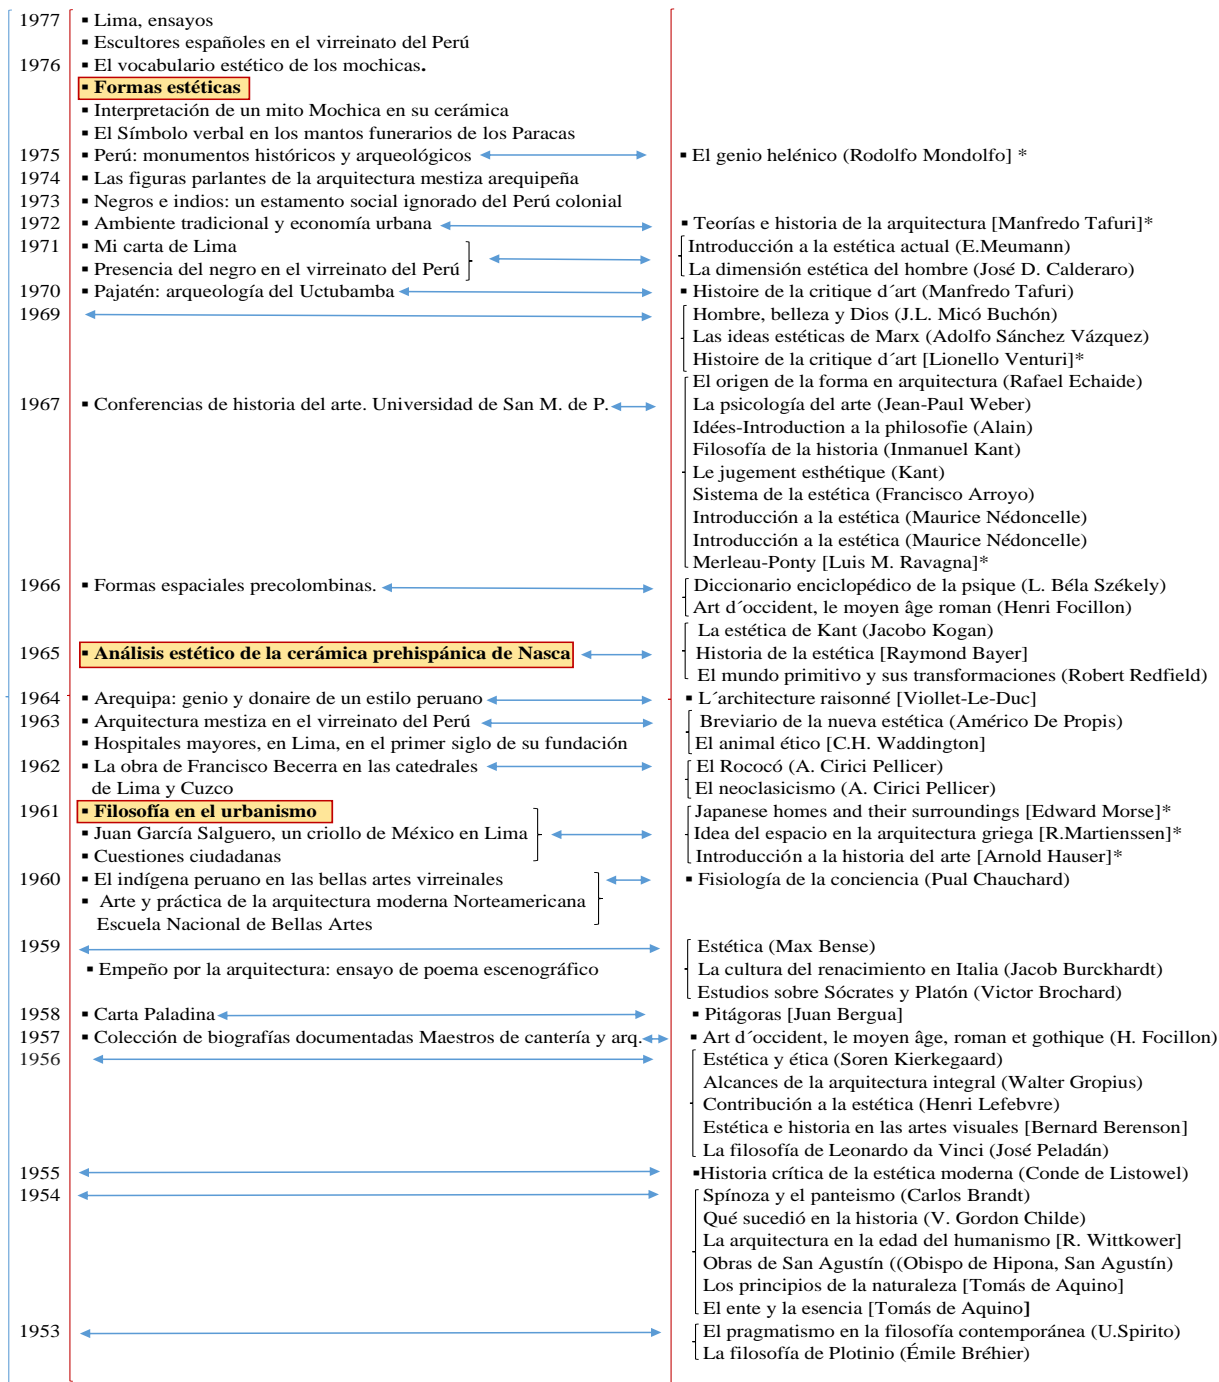 1977 ▪ Lima, ensayos
▪ Escultores españoles en el virreinato del Perú
1976 ▪ El vocabulario estético de los mochicas.
▪ Formas estéticas
▪ Interpretación de un mito Mochica en su cerámica
▪ El Símbolo verbal en los mantos funerarios de los Paracas
1975 ▪ Perú: monumentos históricos y arqueológicos ▪ El genio helénico (Rodolfo Mondolfo] *
1974 ▪ Las figuras parlantes de la arquitectura mestiza arequipeña
1973 ▪ Negros e indios: un estamento social ignorado del Perú colonial
1972 ▪ Ambiente tradicional y economía urbana ▪ Teorías e historia de la arquitectura [Manfredo Tafuri]*
1971 ▪ Mi carta de Lima Introducción a la estética actual (E.Meumann)
▪ Presencia del negro en el virreinato del Perú La dimensión estética del hombre (José D. Calderaro)
1970 ▪ Pajatén: arqueología del Uctubamba ▪ Histoire de la critique d´art (Manfredo Tafuri)
1969 Hombre, belleza y Dios (J.L. Micó Buchón)
Las ideas estéticas de Marx (Adolfo Sánchez Vázquez)
Histoire de la critique d´art [Lionello Venturi]*
El origen de la forma en arquitectura (Rafael Echaide)
1967 ▪ Conferencias de historia del arte. Universidad de San M. de P. La psicología del arte (Jean-Paul Weber)
Idées-Introduction a la philosofie (Alain)
Filosofía de la historia (Inmanuel Kant)
Le jugement esthétique (Kant)
Sistema de la estética (Francisco Arroyo)
Introducción a la estética (Maurice Nédoncelle)
Introducción a la estética (Maurice Nédoncelle)
Merleau-Ponty [Luis M. Ravagna]*
1966 ▪ Formas espaciales precolombinas. Diccionario enciclopédico de la psique (L. Béla Székely)
Art d´occident, le moyen âge roman (Henri Focillon)
La estética de Kant (Jacobo Kogan)
1965 ▪ Análisis estético de la cerámica prehispánica de Nasca Historia de la estética [Raymond Bayer]
El mundo primitivo y sus transformaciones (Robert Redfield)
1964 ▪ Arequipa: genio y donaire de un estilo peruano ▪ L´architecture raisonné [Viollet-Le-Duc]
1963 ▪ Arquitectura mestiza en el virreinato del Perú Breviario de la nueva estética (Américo De Propis)
▪ Hospitales mayores, en Lima, en el primer siglo de su fundación El animal ético [C.H. Waddington]
1962 ▪ La obra de Francisco Becerra en las catedrales El Rococó (A. Cirici Pellicer)
de Lima y Cuzco El neoclasicismo (A. Cirici Pellicer)
1961 ▪ Filosofía en el urbanismo Japanese homes and their surroundings [Edward Morse]*
▪ Juan García Salguero, un criollo de México en Lima Idea del espacio en la arquitectura griega [R.Martienssen]*
▪ Cuestiones ciudadanas Introducción a la historia del arte [Arnold Hauser]*
1960 ▪ El indígena peruano en las bellas artes virreinales ▪ Fisiología de la conciencia (Pual Chauchard)
▪ Arte y práctica de la arquitectura moderna Norteamericana
Escuela Nacional de Bellas Artes
1959 Estética (Max Bense)
▪ Empeño por la arquitectura: ensayo de poema escenográfico La cultura del renacimiento en Italia (Jacob Burckhardt)
Estudios sobre Sócrates y Platón (Victor Brochard)
1958 ▪ Carta Paladina ▪ Pitágoras [Juan Bergua]
1957 ▪ Colección de biografías documentadas Maestros de cantería y arq. ▪ Art d´occident, le moyen âge, roman et gothique (H. Focillon)
1956 Estética y ética (Soren Kierkegaard)
Alcances de la arquitectura integral (Walter Gropius)
Contribución a la estética (Henri Lefebvre)
Estética e historia en las artes visuales [Bernard Berenson]
La filosofía de Leonardo da Vinci (José Peladán)
1955 ▪Historia crítica de la estética moderna (Conde de Listowel)
1954 Spínoza y el panteismo (Carlos Brandt)
Qué sucedió en la historia (V. Gordon Childe)
La arquitectura en la edad del humanismo [R. Wittkower]
Obras de San Agustín ((Obispo de Hipona, San Agustín)
Los principios de la naturaleza [Tomás de Aquino]
El ente y la esencia [Tomás de Aquino]
1953 El pragmatismo en la filosofía contemporánea (U.Spirito)
La filosofía de Plotinio (Émile Bréhier)